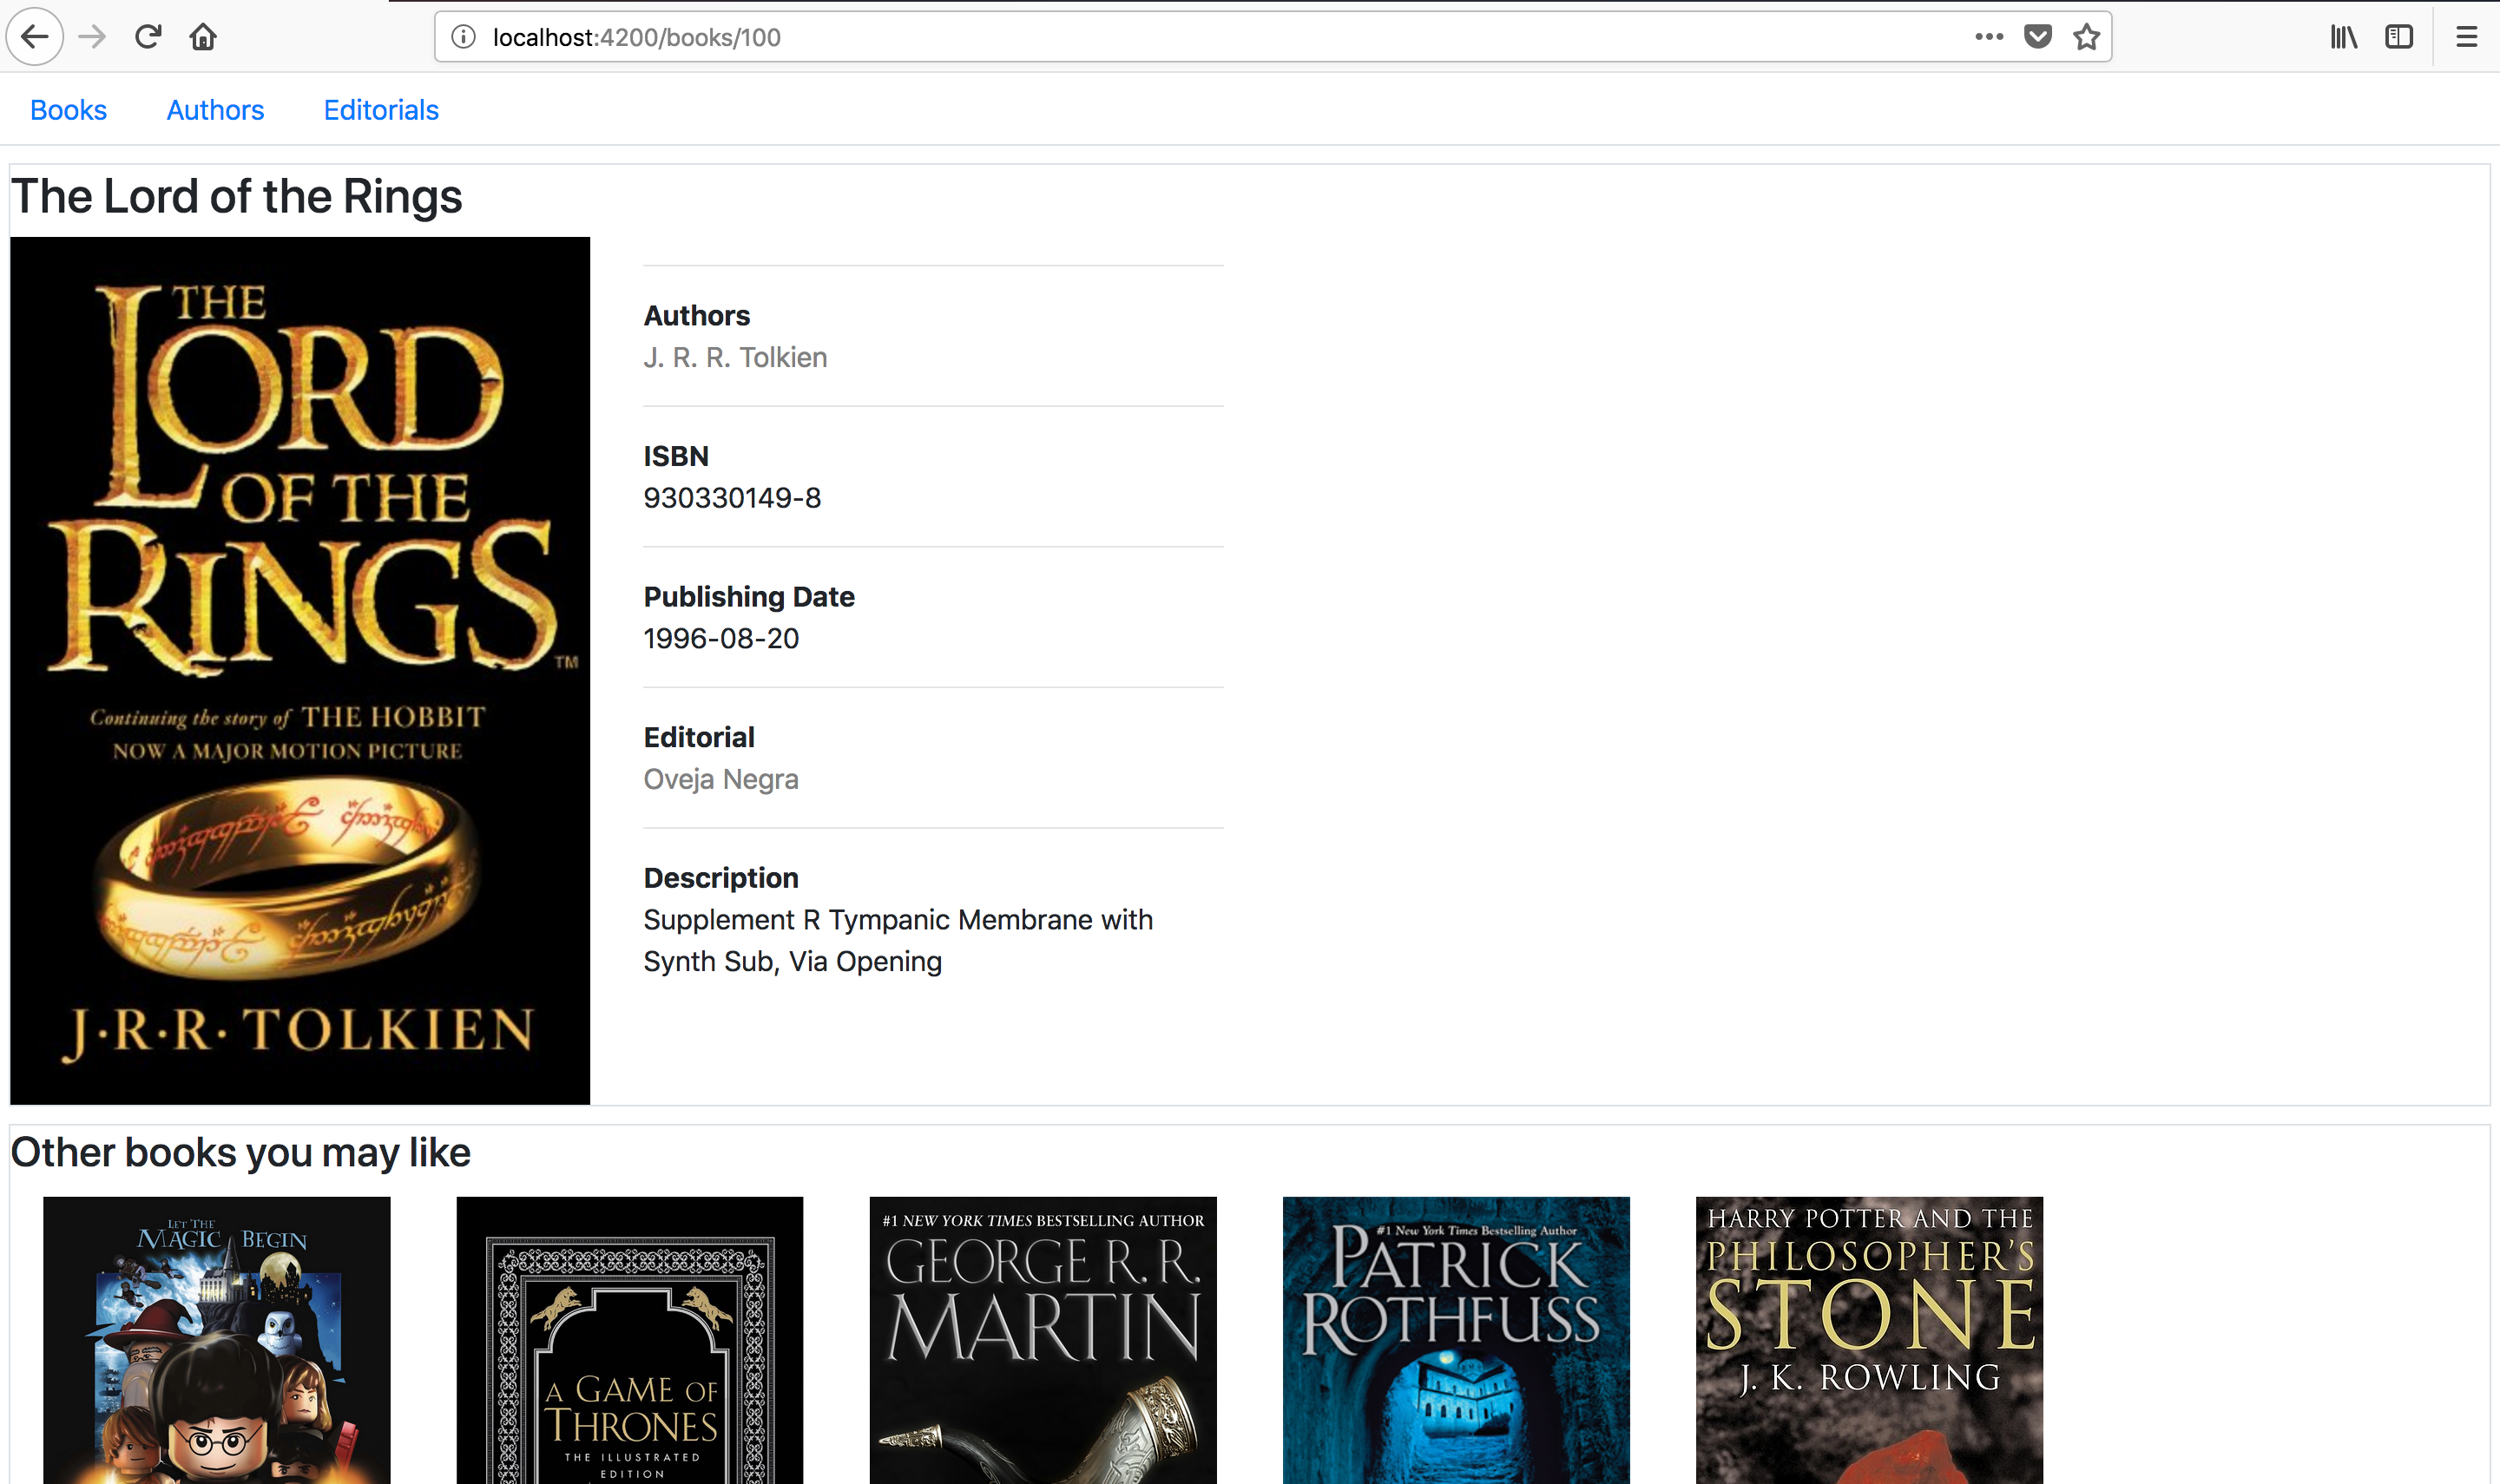 localhost:4200/books/100
Books Authors Editorials
The Lord of the Rings
THE
LORD
OF THE
RINGS™
Continuing the story of THE HOBBIT
NOW A MAJOR MOTION PICTURE
J·R·R·TOLKIEN
Authors
J. R. R. Tolkien
ISBN
930330149-8
Publishing Date
1996-08-20
Editorial
Oveja Negra
Description
Supplement R Tympanic Membrane with
Synth Sub, Via Opening
Other books you may like
LET THE
MAGIC BEGIN
A GAME OF
THRONES
THE ILLUSTRATED
EDITION
#1 NEW YORK TIMES BESTSELLING AUTHOR
GEORGE R. R.
MARTIN
#1 New York Times Bestselling Author
PATRICK
ROTHFUSS
HARRY POTTER AND THE
PHILOSOPHER'S
STONE
J. K. ROWLING